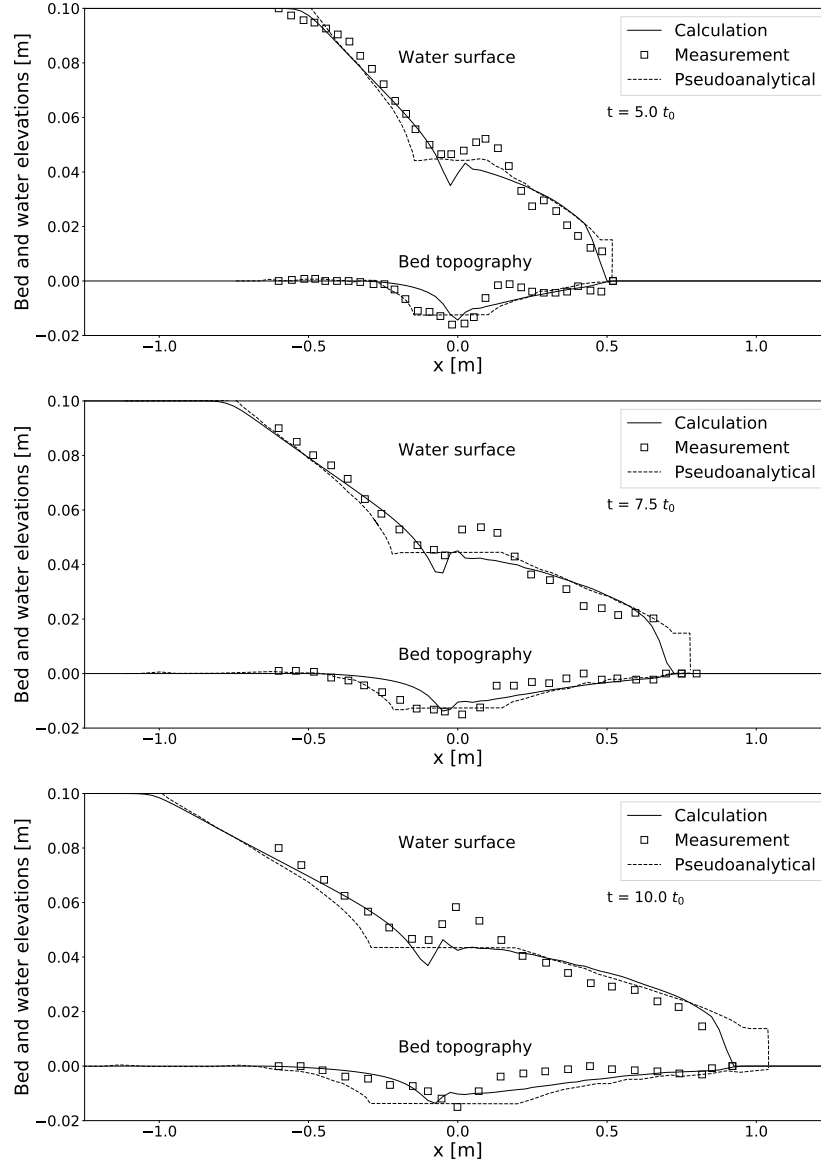 0.10
0.08
0.06
0.04
0.02
0.00
−0.02
Bed and water elevations [m]
Water surface
Bed topography
Calculation
Measurement
Pseudoanalytical
t = 5.0 t0
−1.0 −0.5 0.0 0.5 1.0
x [m]
0.10
0.08
0.06
0.04
0.02
0.00
−0.02
Bed and water elevations [m]
Water surface
Bed topography
Calculation
Measurement
Pseudoanalytical
t = 7.5 t0
−1.0 −0.5 0.0 0.5 1.0
x [m]
0.10
0.08
0.06
0.04
0.02
0.00
−0.02
Bed and water elevations [m]
Water surface
Bed topography
Calculation
Measurement
Pseudoanalytical
t = 10.0 t0
−1.0 −0.5 0.0 0.5 1.0
x [m]